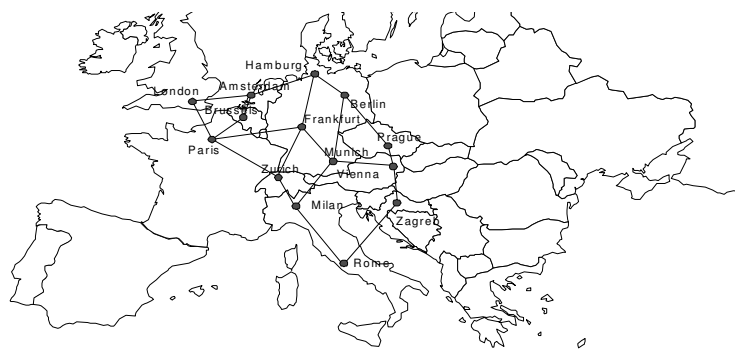 Hamburg
London
Amsterdam
Berlin
Brussels
Frankfurt
Prague
Paris
Munich
Zurich
Vienna
Milan
Zagreb
Rome